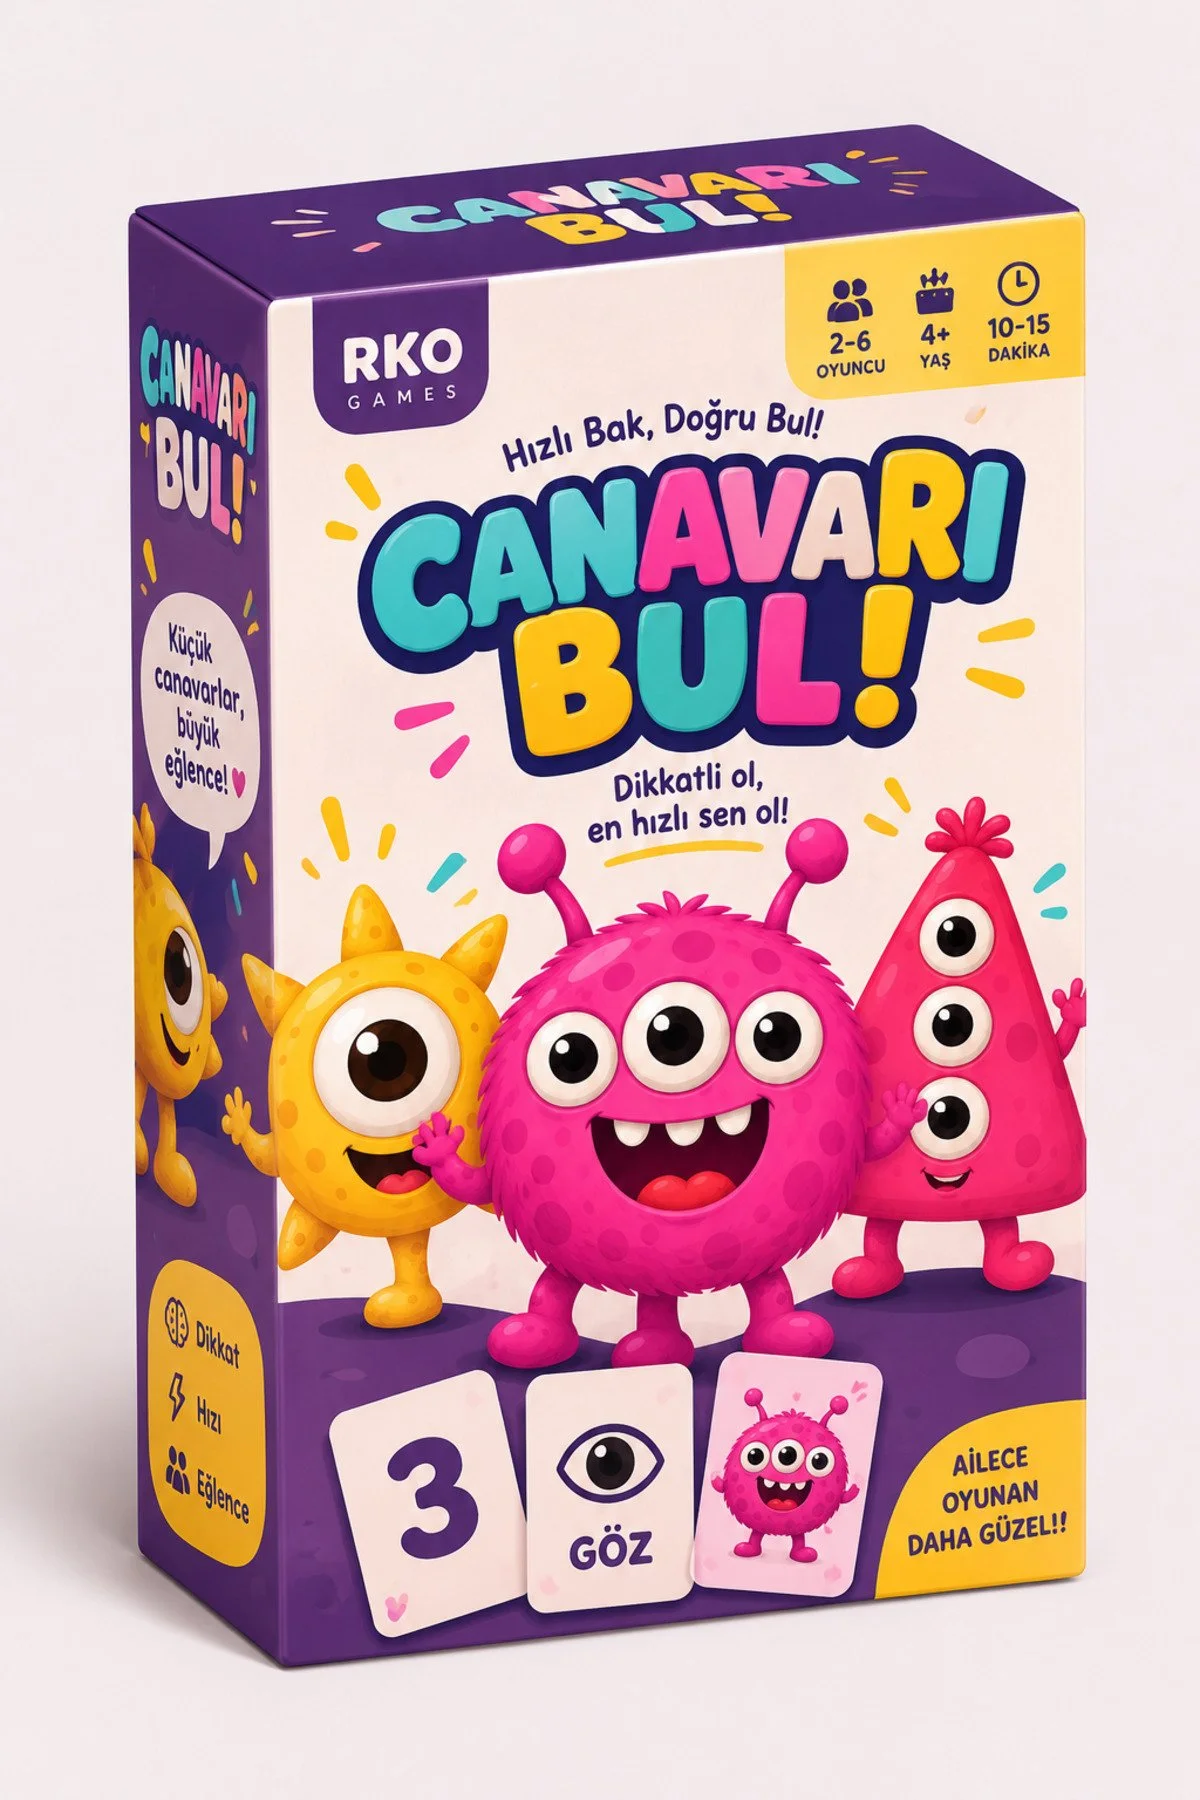 CANAVARI
BUL!
RKO
GAMES
2-6
OYUNCU
4+
YAŞ
10-15
DAKİKA
Hızlı Bak, Doğru Bul!
CANAVARI
BUL!
Dikkatli ol,
en hızlı sen ol!
CANAVARI
BUL!
Küçük
canavarlar,
büyük
eğlence!
Dikkat
Hızı
Eğlence
3
GÖZ
AİLECE
OYUNAN
DAHA GÜZEL!!